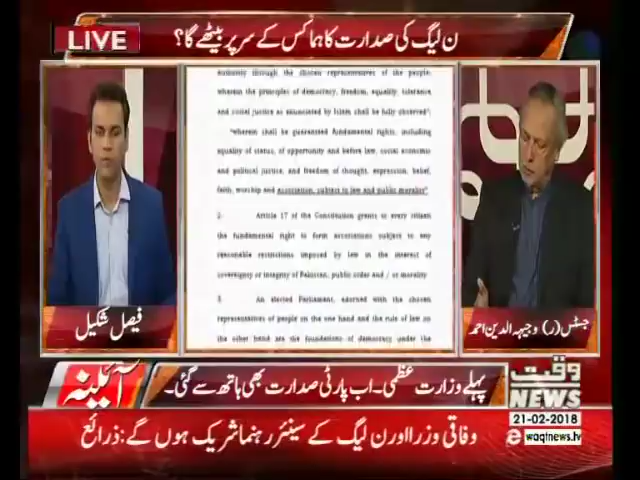 LIVE
ن لیگ کی صدارت کا ہما کس کے سر پر بیٹھے گا؟
authority through the chosen representatives of the people,
wherein the principles of democracy, freedom, equality, tolerance
and social justice as enunciated by Islam shall be fully observed";
"wherein shall be guaranteed fundamental rights, including
equality of status, of opportunity and before law, social economic
and political justice, and freedom of thought, expression, belief,
faith, worship and association, subject to law and public morality"
2. Article 17 of the Constitution grants to every citizen
the fundamental right to form associations subject to any
reasonable restrictions imposed by law in the interest of
sovereignty or integrity of Pakistan, public order and / or morality
3. An elected Parliament, adorned with the chosen
representatives of people on the one hand and the rule of law on
the other hand are the foundations of democracy under the
فیصل شکیل
جسٹس (ر) وجیہہ الدین احمد
آئینہ
پہلے وزارت عظمیٰ۔ اب پارٹی صدارت بھی ہاتھ سے گئی۔
وقت
NEWS
21-02-2018
e waqtnews.tv
وفاقی وزرا اور ن لیگ کے سینئر رہنما شریک ہوں گے: ذرائع